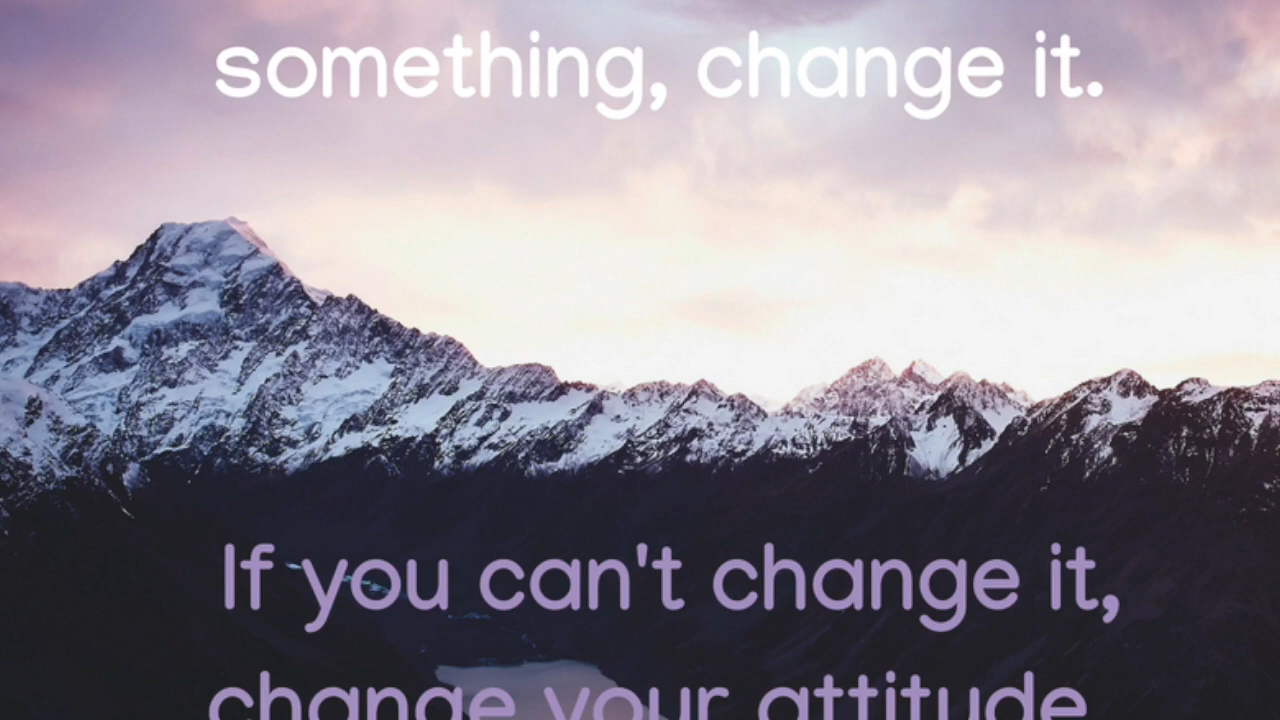 something, change it.
If you can't change it,
change your attitude.